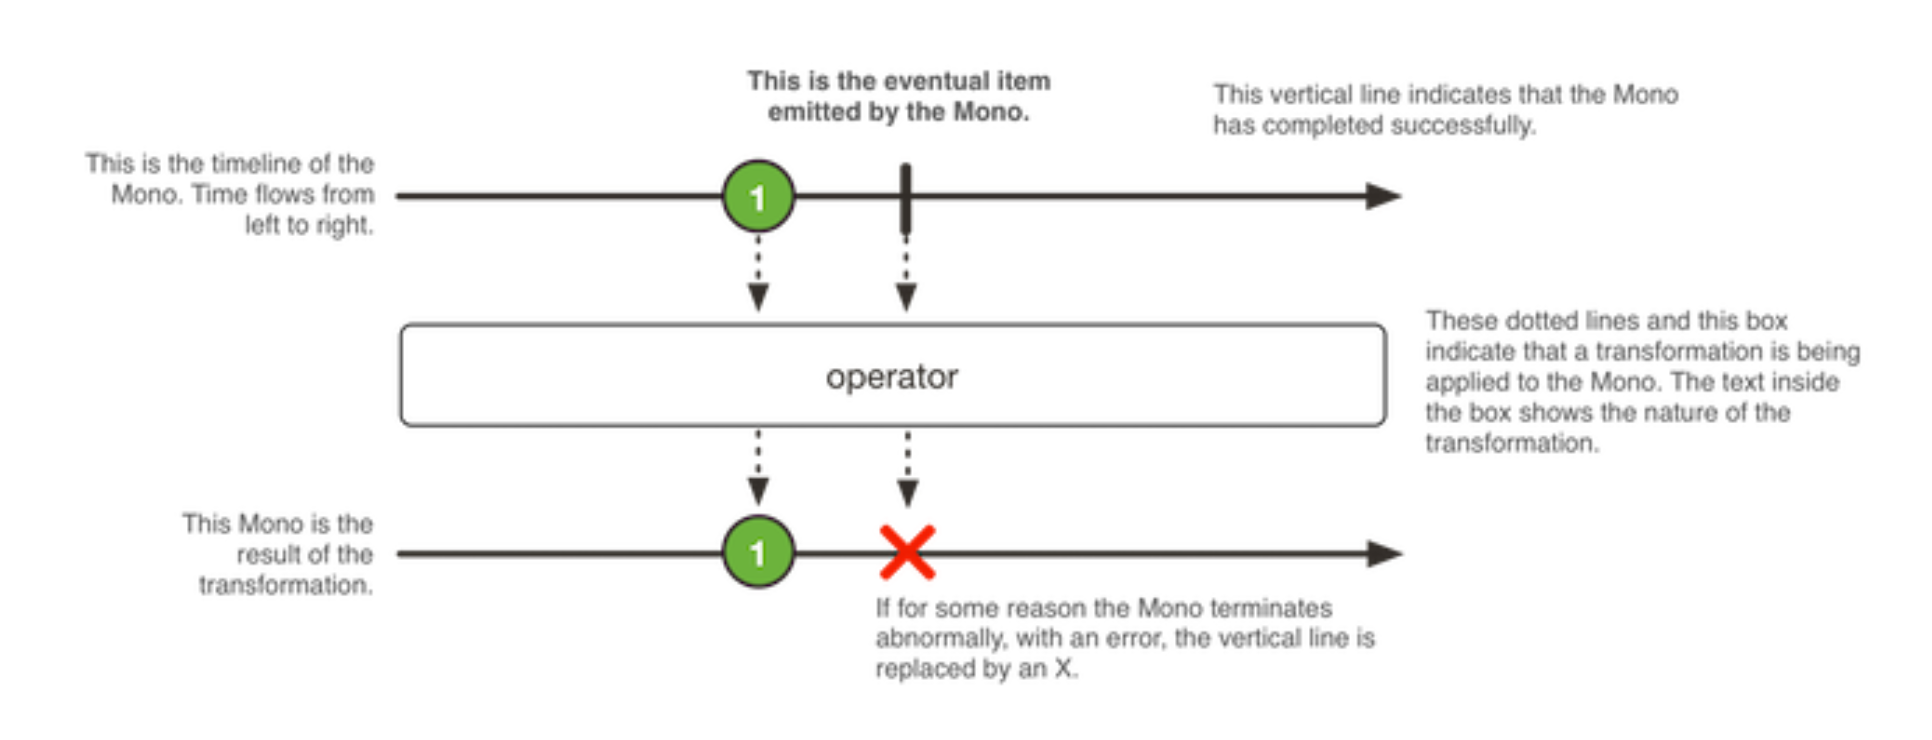 This is the eventual item
emitted by the Mono.
This vertical line indicates that the Mono
has completed successfully.
This is the timeline of the
Mono. Time flows from
left to right.
1
These dotted lines and this box
indicate that a transformation is being
applied to the Mono. The text inside
the box shows the nature of the
transformation.
operator
This Mono is the
result of the
transformation.
1
If for some reason the Mono terminates
abnormally, with an error, the vertical line is
replaced by an X.